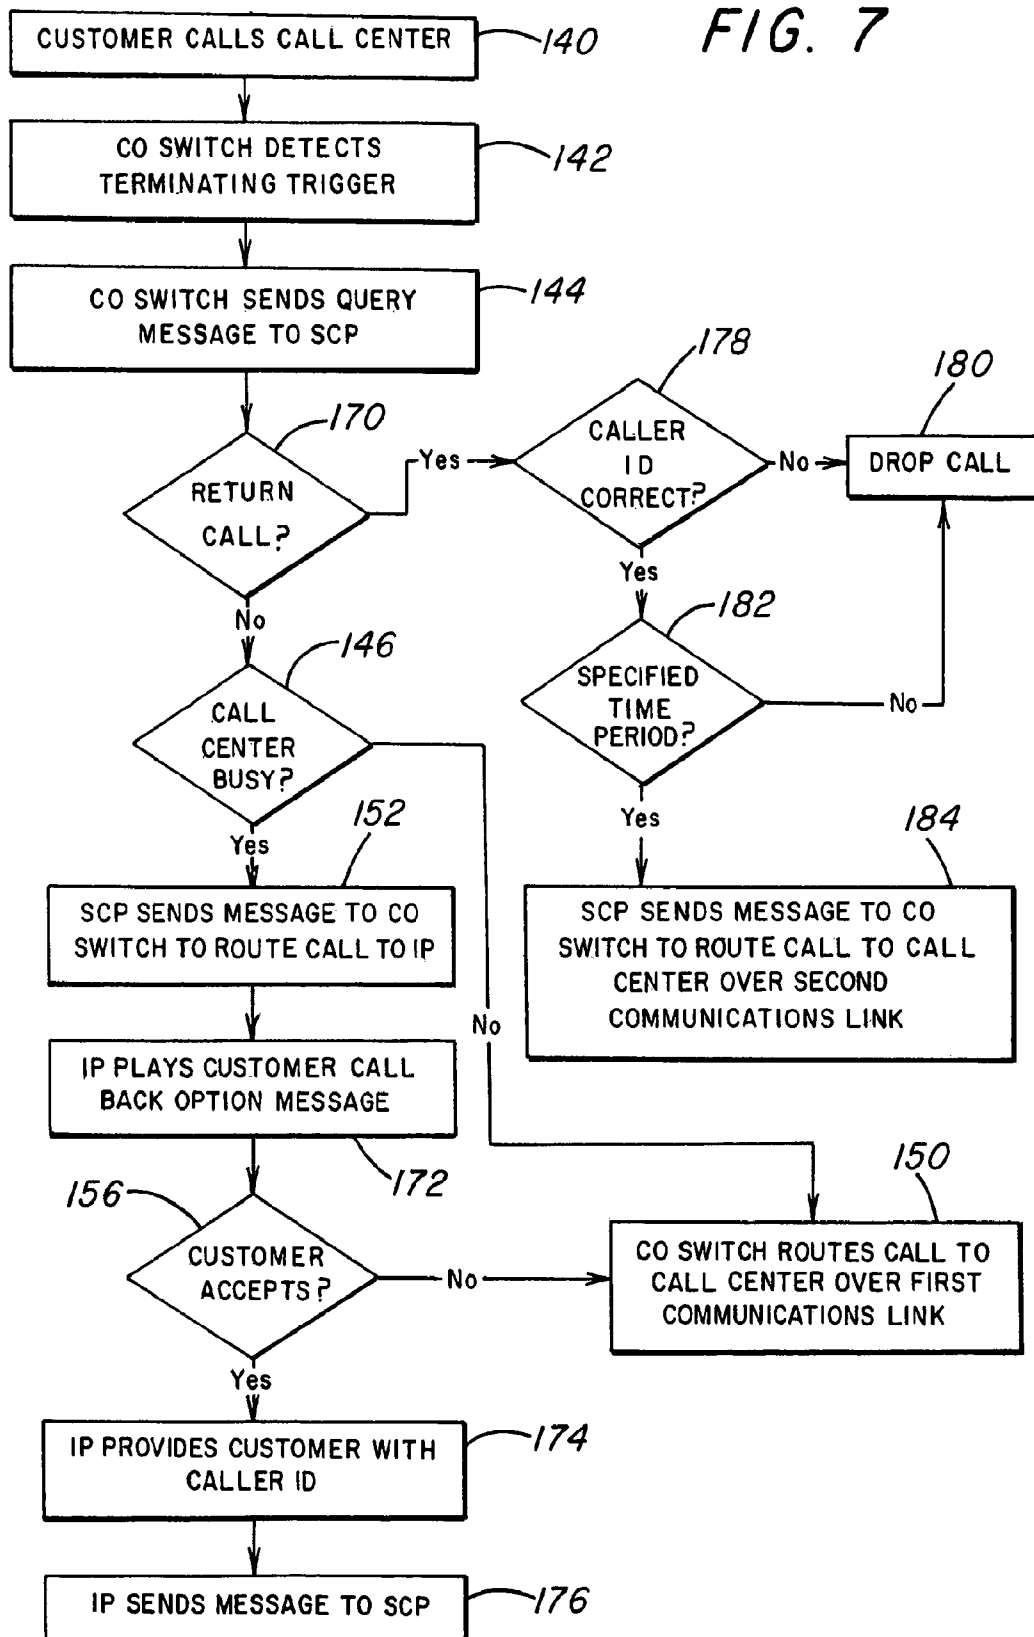 FIG. 7
CUSTOMER CALLS CALL CENTER
140
CO SWITCH DETECTS
TERMINATING TRIGGER
142
CO SWITCH SENDS QUERY
MESSAGE TO SCP
144
170
RETURN
CALL?
Yes
178
CALLER
ID
CORRECT?
No
180
DROP CALL
No
Yes
146
CALL
CENTER
BUSY?
182
SPECIFIED
TIME
PERIOD?
No
Yes
152
Yes
184
SCP SENDS MESSAGE TO CO
SWITCH TO ROUTE CALL TO IP
SCP SENDS MESSAGE TO CO
SWITCH TO ROUTE CALL TO CALL
CENTER OVER SECOND
COMMUNICATIONS LINK
No
IP PLAYS CUSTOMER CALL
BACK OPTION MESSAGE
172
156
CUSTOMER
ACCEPTS?
No
150
CO SWITCH ROUTES CALL TO
CALL CENTER OVER FIRST
COMMUNICATIONS LINK
Yes
IP PROVIDES CUSTOMER WITH
CALLER ID
174
IP SENDS MESSAGE TO SCP
176